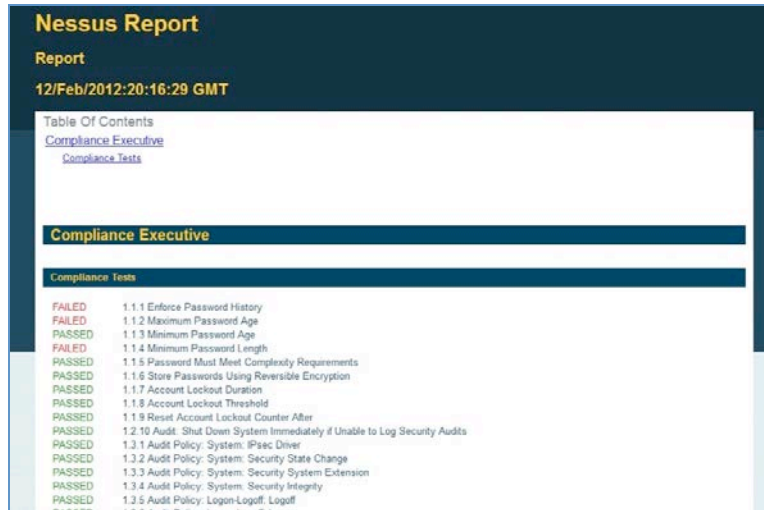 Nessus Report
Report
12/Feb/2012:20:16:29 GMT
Table Of Contents
Compliance Executive
Compliance Tests
Compliance Executive
Compliance Tests
FAILED 1.1.1 Enforce Password History
FAILED 1.1.2 Maximum Password Age
PASSED 1.1.3 Minimum Password Age
FAILED 1.1.4 Minimum Password Length
PASSED 1.1.5 Password Must Meet Complexity Requirements
PASSED 1.1.6 Store Passwords Using Reversible Encryption
PASSED 1.1.7 Account Lockout Duration
PASSED 1.1.8 Account Lockout Threshold
PASSED 1.1.9 Reset Account Lockout Counter After
PASSED 1.2.10 Audit: Shut Down System Immediately if Unable to Log Security Audits
PASSED 1.3.1 Audit Policy: System: IPsec Driver
PASSED 1.3.2 Audit Policy: System: Security State Change
PASSED 1.3.3 Audit Policy: System: Security System Extension
PASSED 1.3.4 Audit Policy: System: Security Integrity
PASSED 1.3.5 Audit Policy: Logon-Logoff: Logoff